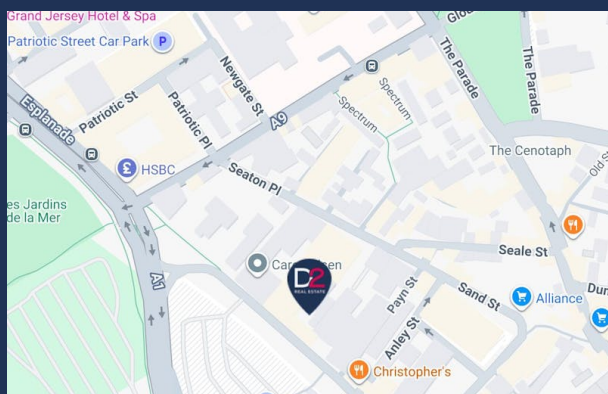 Grand Jersey Hotel & Spa
Patriotic Street Car Park
P
Newgate St
The Parade
The Parade
Esplanade
Patriotic St
Patriotic Pl
A9
Spectrum
Spectrum
The Cenotaph
£
HSBC
Seaton Pl
Old
es Jardins
de la Mer
A1
Seale St
D2
REAL ESTATE
Payn St
Sand St
Alliance
Anley St
Christopher's